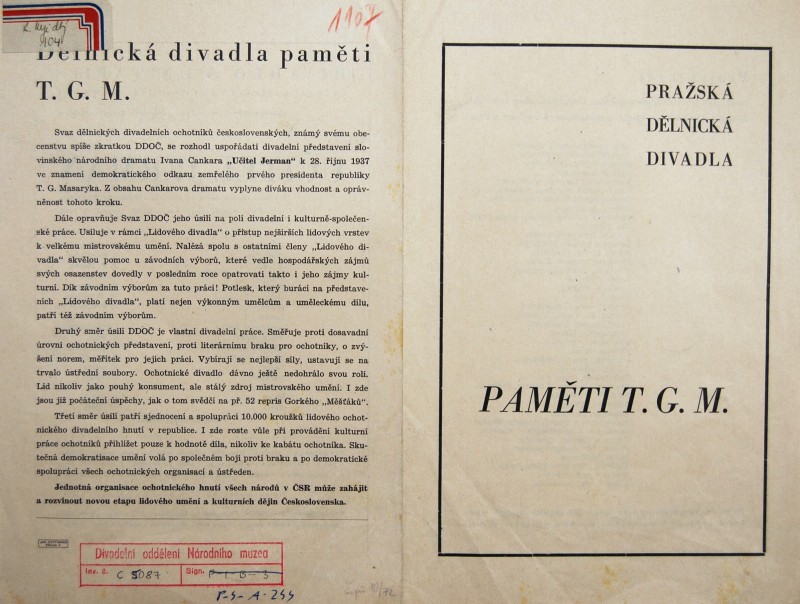 1107
Dělnická divadla paměti
T. G. M.
Svaz dělnických divadelních ochotníků československých, známý svému obe-
censtvu spíše zkratkou DDOČ, se rozhodl uspořádati divadelní představení slo-
vinského národního dramatu Ivana Cankara „Učitel Jerman" k 28. říjnu 1937
ve znamení demokratického odkazu zemřelého prvého presidenta republiky
T. G. Masaryka. Z obsahu Cankarova dramatu vyplyne diváku vhodnost a opráv-
něnost tohoto kroku.
Dále opravňuje Svaz DDOČ jeho úsilí na poli divadelní i kulturně-společen-
ské práce. Usiluje v rámci „Lidového divadla" o přístup nejširších lidových vrstev
k velkému mistrovskému umění. Nalézá spolu s ostatními členy „Lidového di-
vadla" skvělou pomoc u závodních výborů, které vedle hospodářských zájmů
svých osazenstev dovedly v posledním roce opatrovati takto i jeho zájmy kul-
turní. Dík závodním výborům za tuto práci! Potlesk, který burácí na představe-
ních „Lidového divadla", platí nejen výkonným umělcům a uměleckému dílu,
patří též závodním výborům.
Druhý směr úsilí DDOČ je vlastní divadelní práce. Směřuje proti dosavadní
úrovni ochotnických představení, proti literárnímu braku pro ochotníky, o zvý-
šení norem, měřítek pro jejich práci. Vybírají se nejlepší síly, ustavují se na
trvalo ústřední soubory. Ochotnické divadlo dávno ještě nedohrálo svou roli.
Lid nikoliv jako pouhý konsument, ale stálý zdroj mistrovského umění. I zde
jsou již počáteční úspěchy, jak o tom svědčí na př. 52 repris Gorkého „Měšťáků".
Třetí směr úsilí patří sjednocení a spolupráci 10.000 kroužků lidového ochot-
nického divadelního hnutí v republice. I zde roste vůle při provádění kulturní
práce ochotníků přihlížet pouze k hodnotě díla, nikoliv ke kabátu ochotníka. Sku-
tečná demokratisace umění volá po společném boji proti braku a po demokratické
spolupráci všech ochotnických organisací a ústředen.
Jednotná organisace ochotnického hnutí všech národů v ČSR může zahájit
a rozvinout novou etapu lidového umění a kulturních dějin Československa.
Divadelní oddělení Národního muzea
Inv. č. C 5087 Sign. P-I-B-3
P-S-A-255
PRAŽSKÁ
DĚLNICKÁ
DIVADLA
PAMĚTI T. G. M.